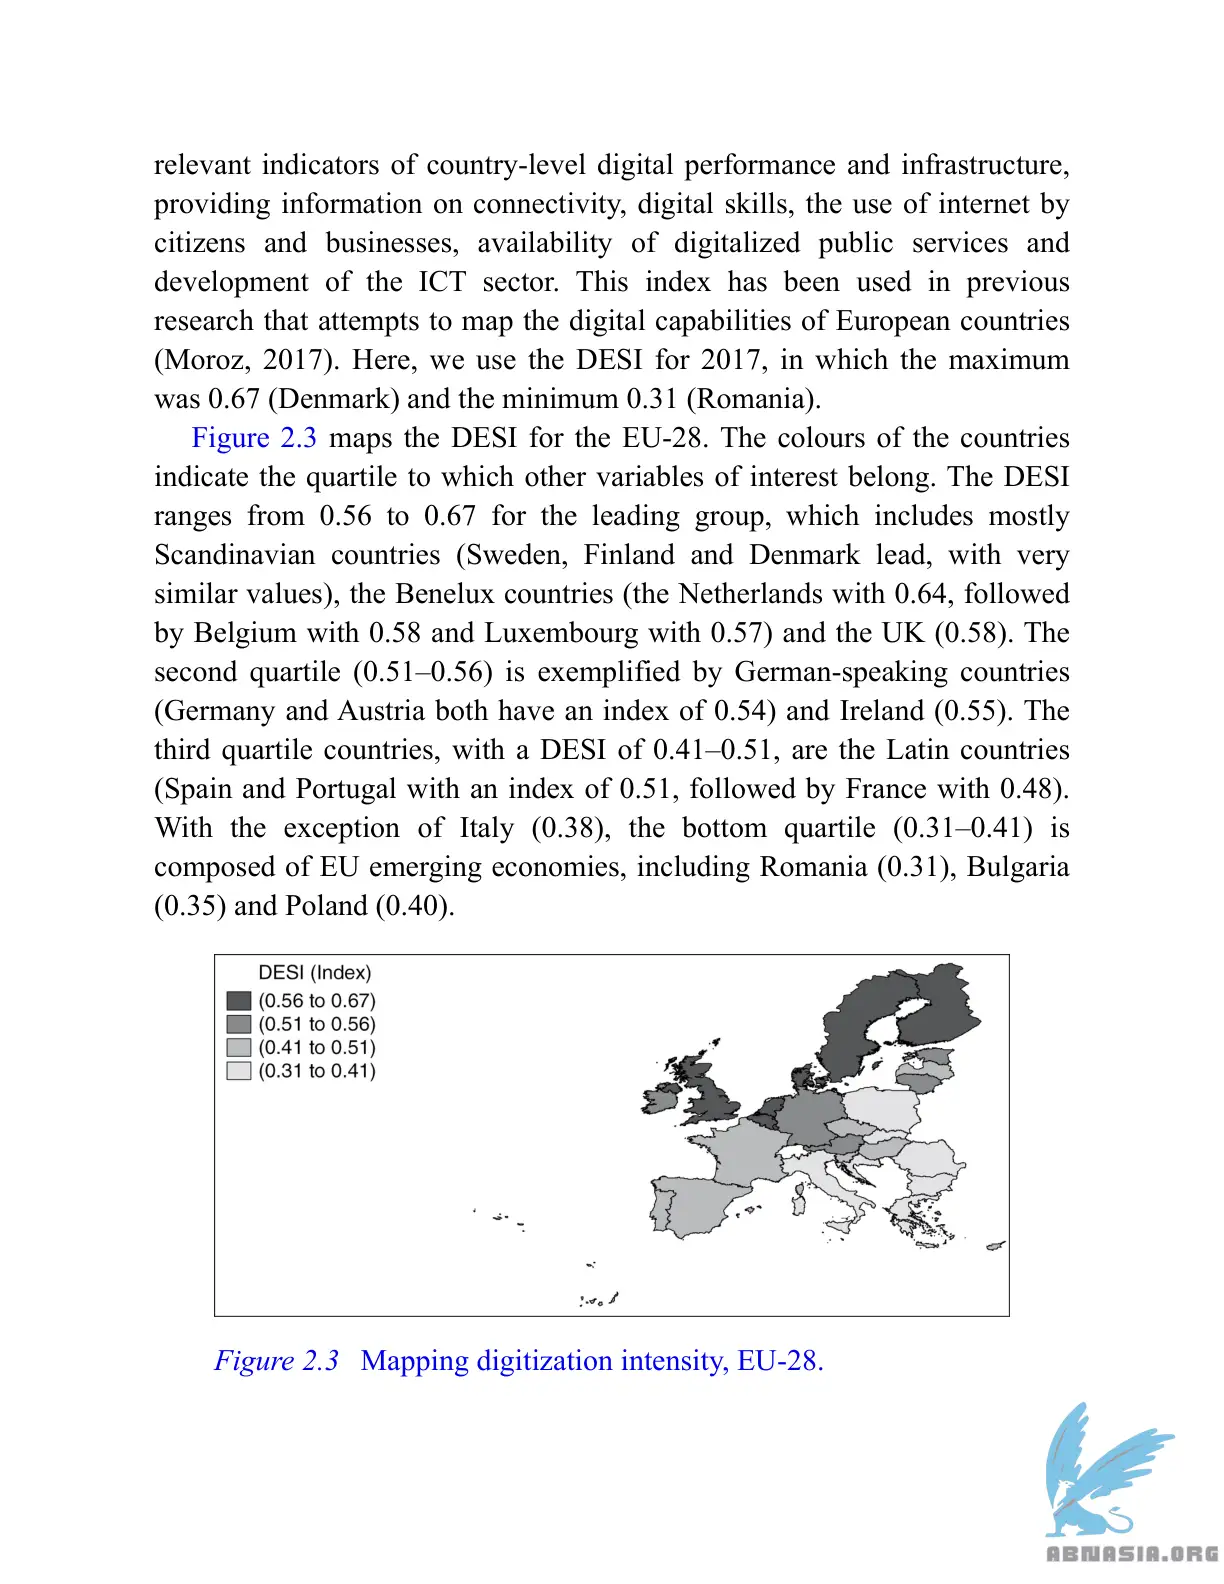 relevant indicators of country-level digital performance and infrastructure,
providing information on connectivity, digital skills, the use of internet by
citizens and businesses, availability of digitalized public services and
development of the ICT sector. This index has been used in previous
research that attempts to map the digital capabilities of European countries
(Moroz, 2017). Here, we use the DESI for 2017, in which the maximum
was 0.67 (Denmark) and the minimum 0.31 (Romania).
Figure 2.3 maps the DESI for the EU-28. The colours of the countries
indicate the quartile to which other variables of interest belong. The DESI
ranges from 0.56 to 0.67 for the leading group, which includes mostly
Scandinavian countries (Sweden, Finland and Denmark lead, with very
similar values), the Benelux countries (the Netherlands with 0.64, followed
by Belgium with 0.58 and Luxembourg with 0.57) and the UK (0.58). The
second quartile (0.51–0.56) is exemplified by German-speaking countries
(Germany and Austria both have an index of 0.54) and Ireland (0.55). The
third quartile countries, with a DESI of 0.41–0.51, are the Latin countries
(Spain and Portugal with an index of 0.51, followed by France with 0.48).
With the exception of Italy (0.38), the bottom quartile (0.31–0.41) is
composed of EU emerging economies, including Romania (0.31), Bulgaria
(0.35) and Poland (0.40).
DESI (Index)
(0.56 to 0.67)
(0.51 to 0.56)
(0.41 to 0.51)
(0.31 to 0.41)
Figure 2.3 Mapping digitization intensity, EU-28.
ABNASIA.ORG